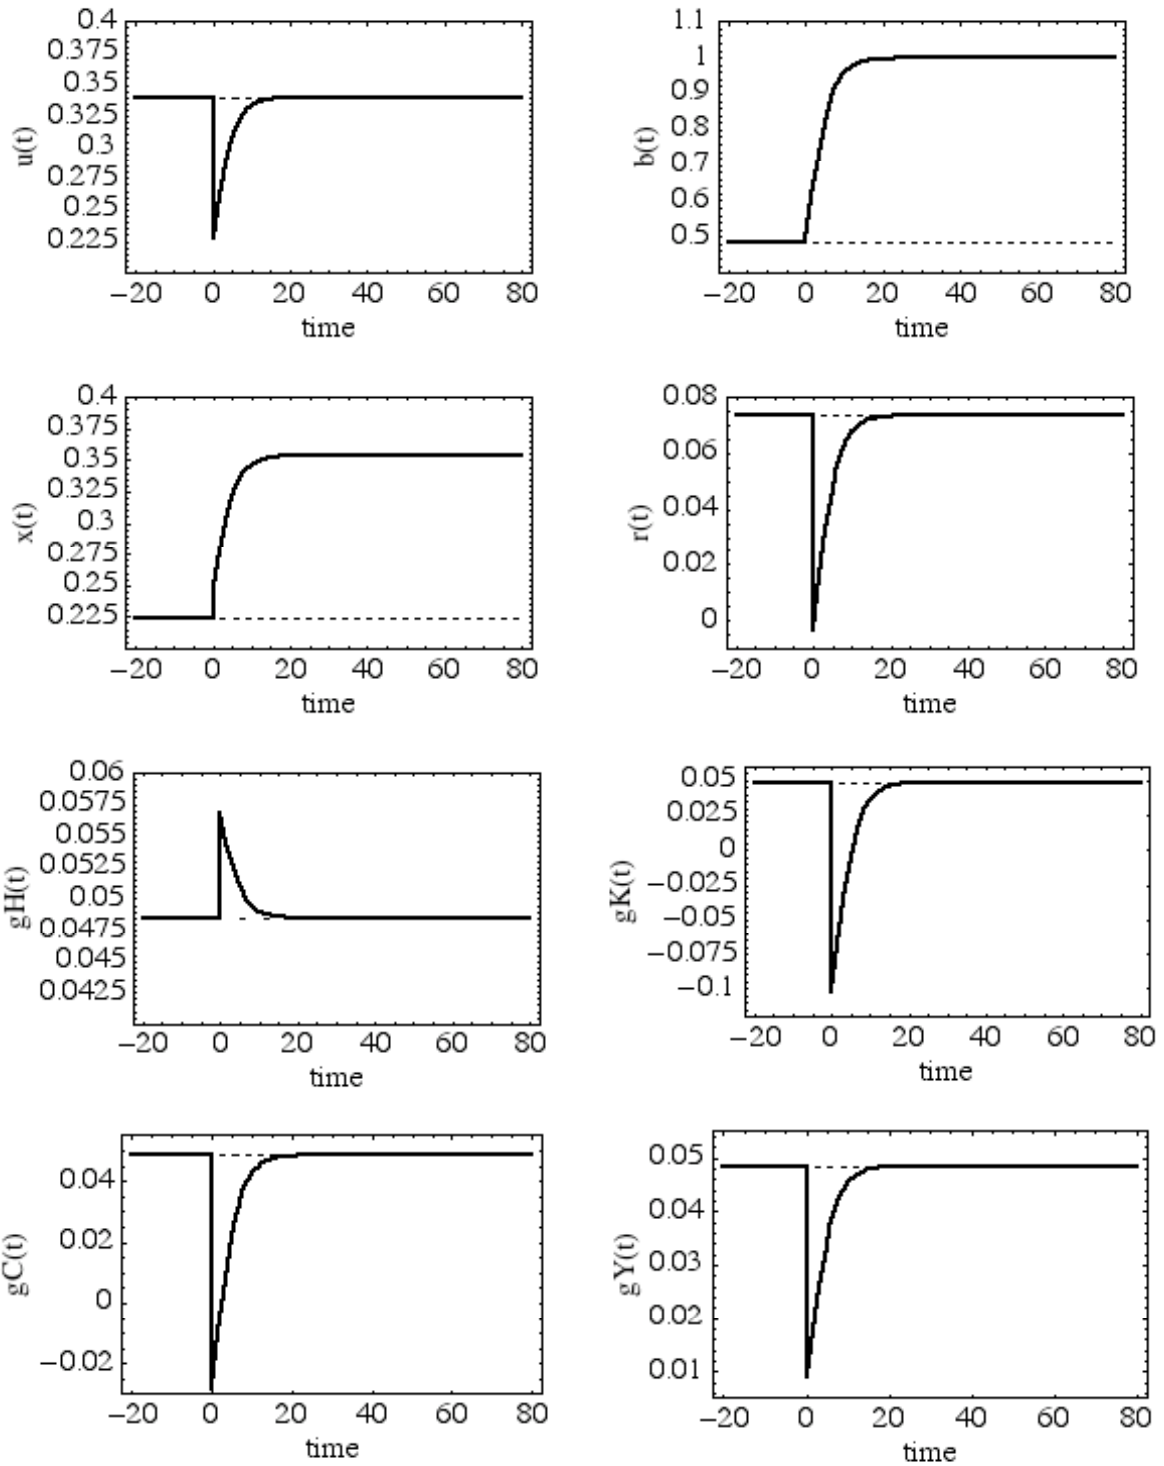 0.4
0.375
0.35
0.325
0.3
0.275
0.25
0.225
u(t)
−20 0 20 40 60 80
time
1.1
1
0.9
0.8
0.7
0.6
0.5
b(t)
−20 0 20 40 60 80
time
0.4
0.375
0.35
0.325
0.3
0.275
0.25
0.225
x(t)
−20 0 20 40 60 80
time
0.08
0.06
0.04
0.02
0
r(t)
−20 0 20 40 60 80
time
0.06
0.0575
0.055
0.0525
0.05
0.0475
0.045
0.0425
gH(t)
−20 0 20 40 60 80
time
0.05
0.025
0
−0.025
−0.05
−0.075
−0.1
gK(t)
−20 0 20 40 60 80
time
0.04
0.02
0
−0.02
gC(t)
−20 0 20 40 60 80
time
0.05
0.04
0.03
0.02
0.01
gY(t)
−20 0 20 40 60 80
time